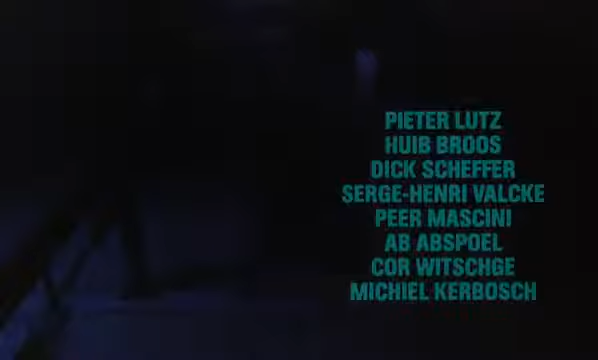 PIETER LUTZ
HUIB BROOS
DICK SCHEFFER
SERGE-HENRI VALCKE
PEER MASCINI
AB ABSPOEL
COR WITSCHGE
MICHIEL KERBOSCH